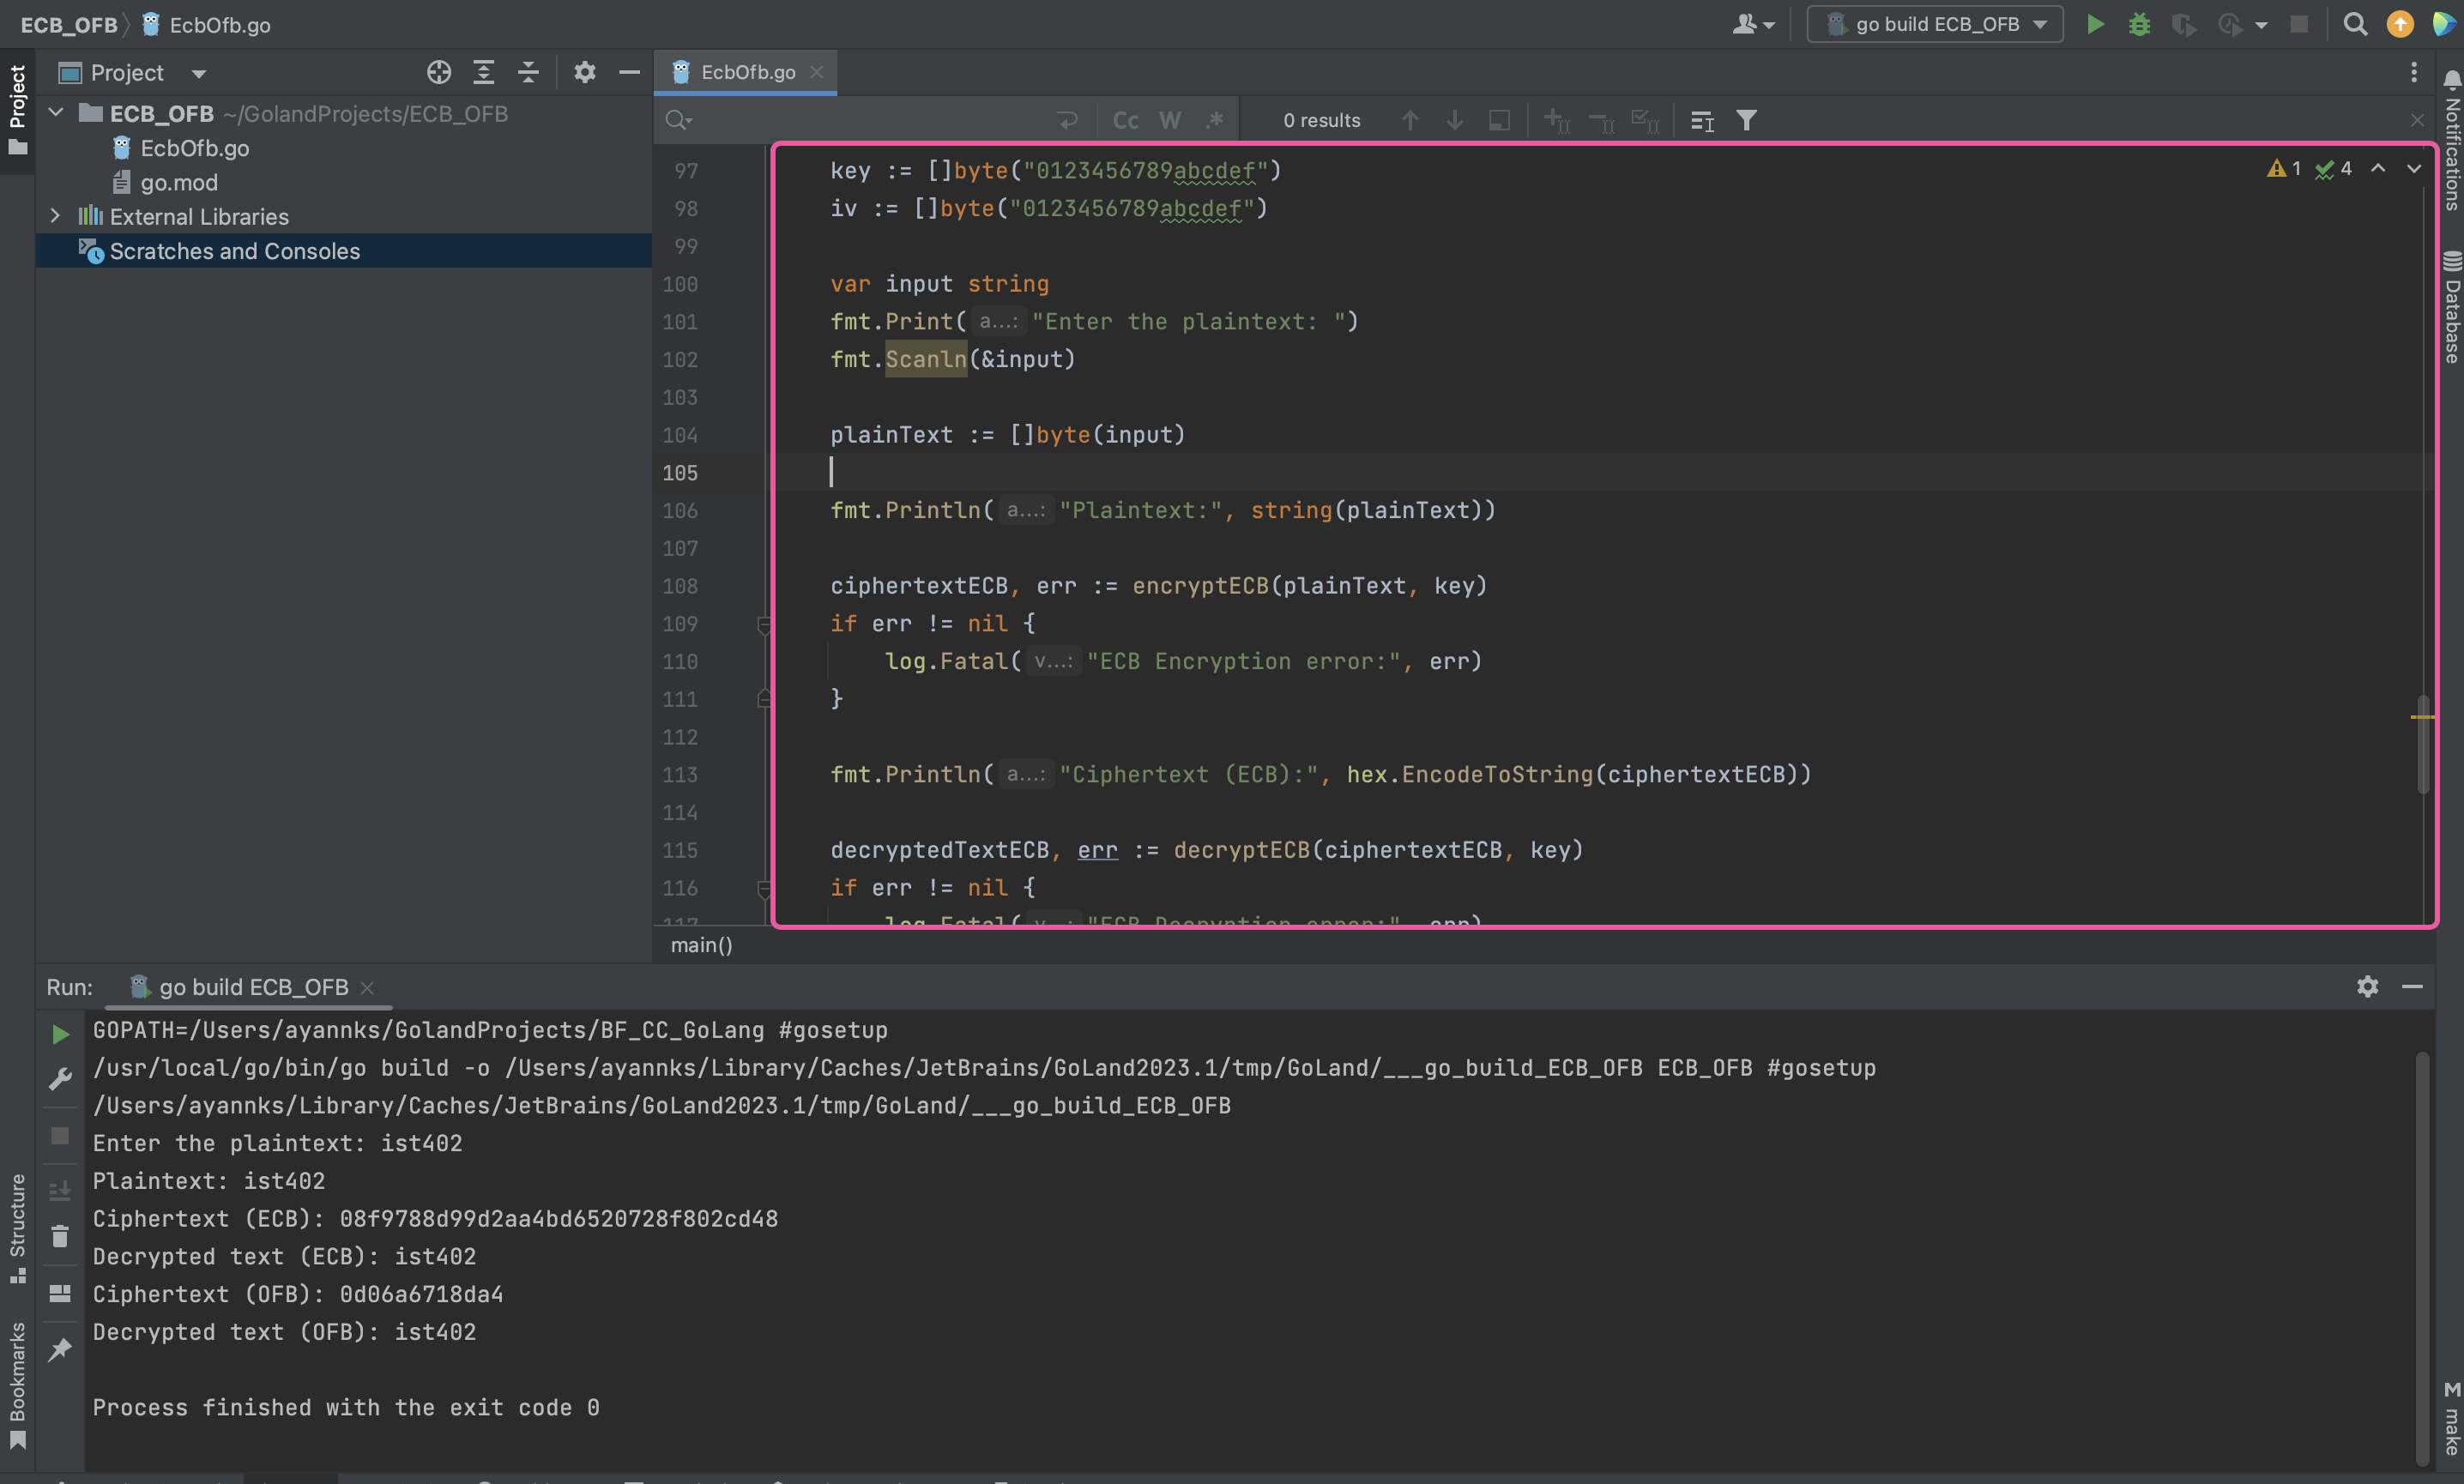 ECB_OFB EcbOfb.go go build ECB_OFB
Project EcbOfb.go
ECB_OFB ~/GolandProjects/ECB_OFB
EcbOfb.go
go.mod
External Libraries
Scratches and Consoles
Project
Structure
Bookmarks
Cc W .* 0 results
1 4
97 key := []byte("0123456789abcdef")
98 iv := []byte("0123456789abcdef")
99
100 var input string
101 fmt.Print( a...: "Enter the plaintext: ")
102 fmt.Scanln(&input)
103
104 plainText := []byte(input)
105
106 fmt.Println( a...: "Plaintext:", string(plainText))
107
108 ciphertextECB, err := encryptECB(plainText, key)
109 if err != nil {
110 log.Fatal( v...: "ECB Encryption error:", err)
111 }
112
113 fmt.Println( a...: "Ciphertext (ECB):", hex.EncodeToString(ciphertextECB))
114
115 decryptedTextECB, err := decryptECB(ciphertextECB, key)
116 if err != nil {
117 log.Fatal( v...: "ECB Decryption error:", err)
main()
Notifications
Database
make
Run: go build ECB_OFB
GOPATH=/Users/ayannks/GolandProjects/BF_CC_GoLang #gosetup
/usr/local/go/bin/go build -o /Users/ayannks/Library/Caches/JetBrains/GoLand2023.1/tmp/GoLand/___go_build_ECB_OFB ECB_OFB #gosetup
/Users/ayannks/Library/Caches/JetBrains/GoLand2023.1/tmp/GoLand/___go_build_ECB_OFB
Enter the plaintext: ist402
Plaintext: ist402
Ciphertext (ECB): 08f9788d99d2aa4bd6520728f802cd48
Decrypted text (ECB): ist402
Ciphertext (OFB): 0d06a6718da4
Decrypted text (OFB): ist402
Process finished with the exit code 0